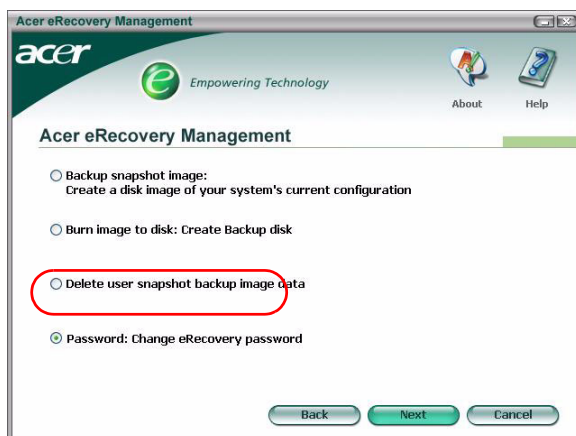 Acer eRecovery Management
acer
e Empowering Technology
About Help
Acer eRecovery Management
Backup snapshot image:
Create a disk image of your system's current configuration
Burn image to disk: Create Backup disk
Delete user snapshot backup image data
Password: Change eRecovery password
Back Next Cancel